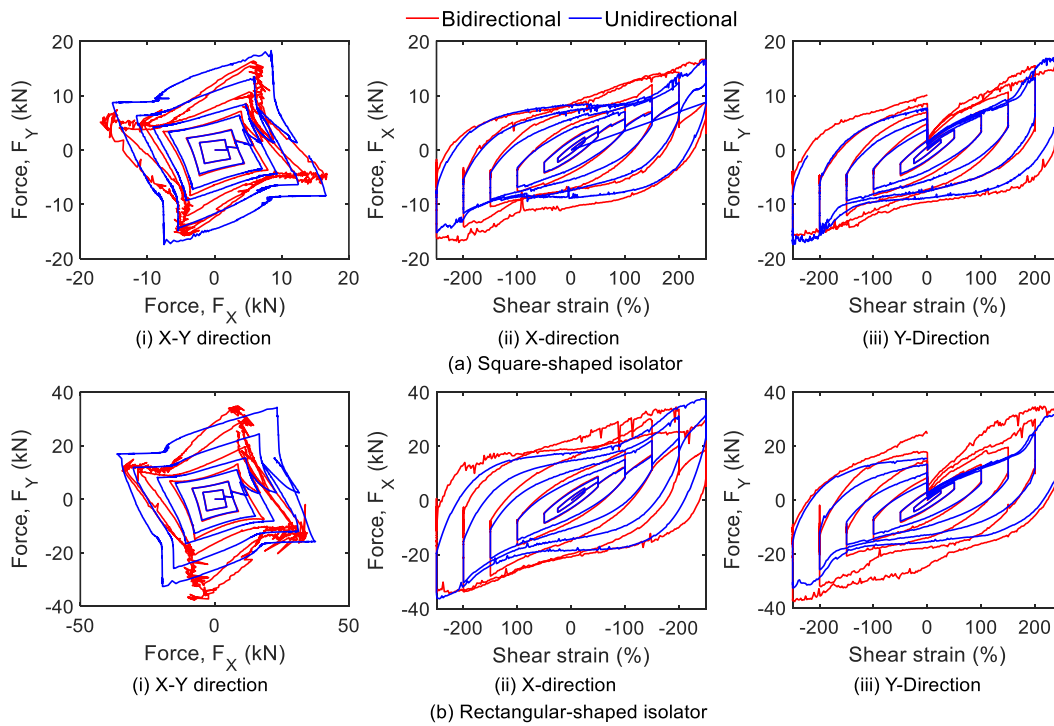 Bidirectional Unidirectional
20
10
0
-10
-20
-20 -10 0 10 20
Force, F_Y (kN)
Force, F_X (kN)
(i) X-Y direction
20
10
0
-10
-20
-200 -100 0 100 200
Force, F_X (kN)
Shear strain (%)
(ii) X-direction
20
10
0
-10
-20
-200 -100 0 100 200
Force, F_Y (kN)
Shear strain (%)
(iii) Y-Direction
(a) Square-shaped isolator
40
20
0
-20
-40
-50 0 50
Force, F_Y (kN)
Force, F_X (kN)
(i) X-Y direction
40
20
0
-20
-40
-200 -100 0 100 200
Force, F_X (kN)
Shear strain (%)
(ii) X-direction
40
20
0
-20
-40
-200 -100 0 100 200
Force, F_Y (kN)
Shear strain (%)
(iii) Y-Direction
(b) Rectangular-shaped isolator